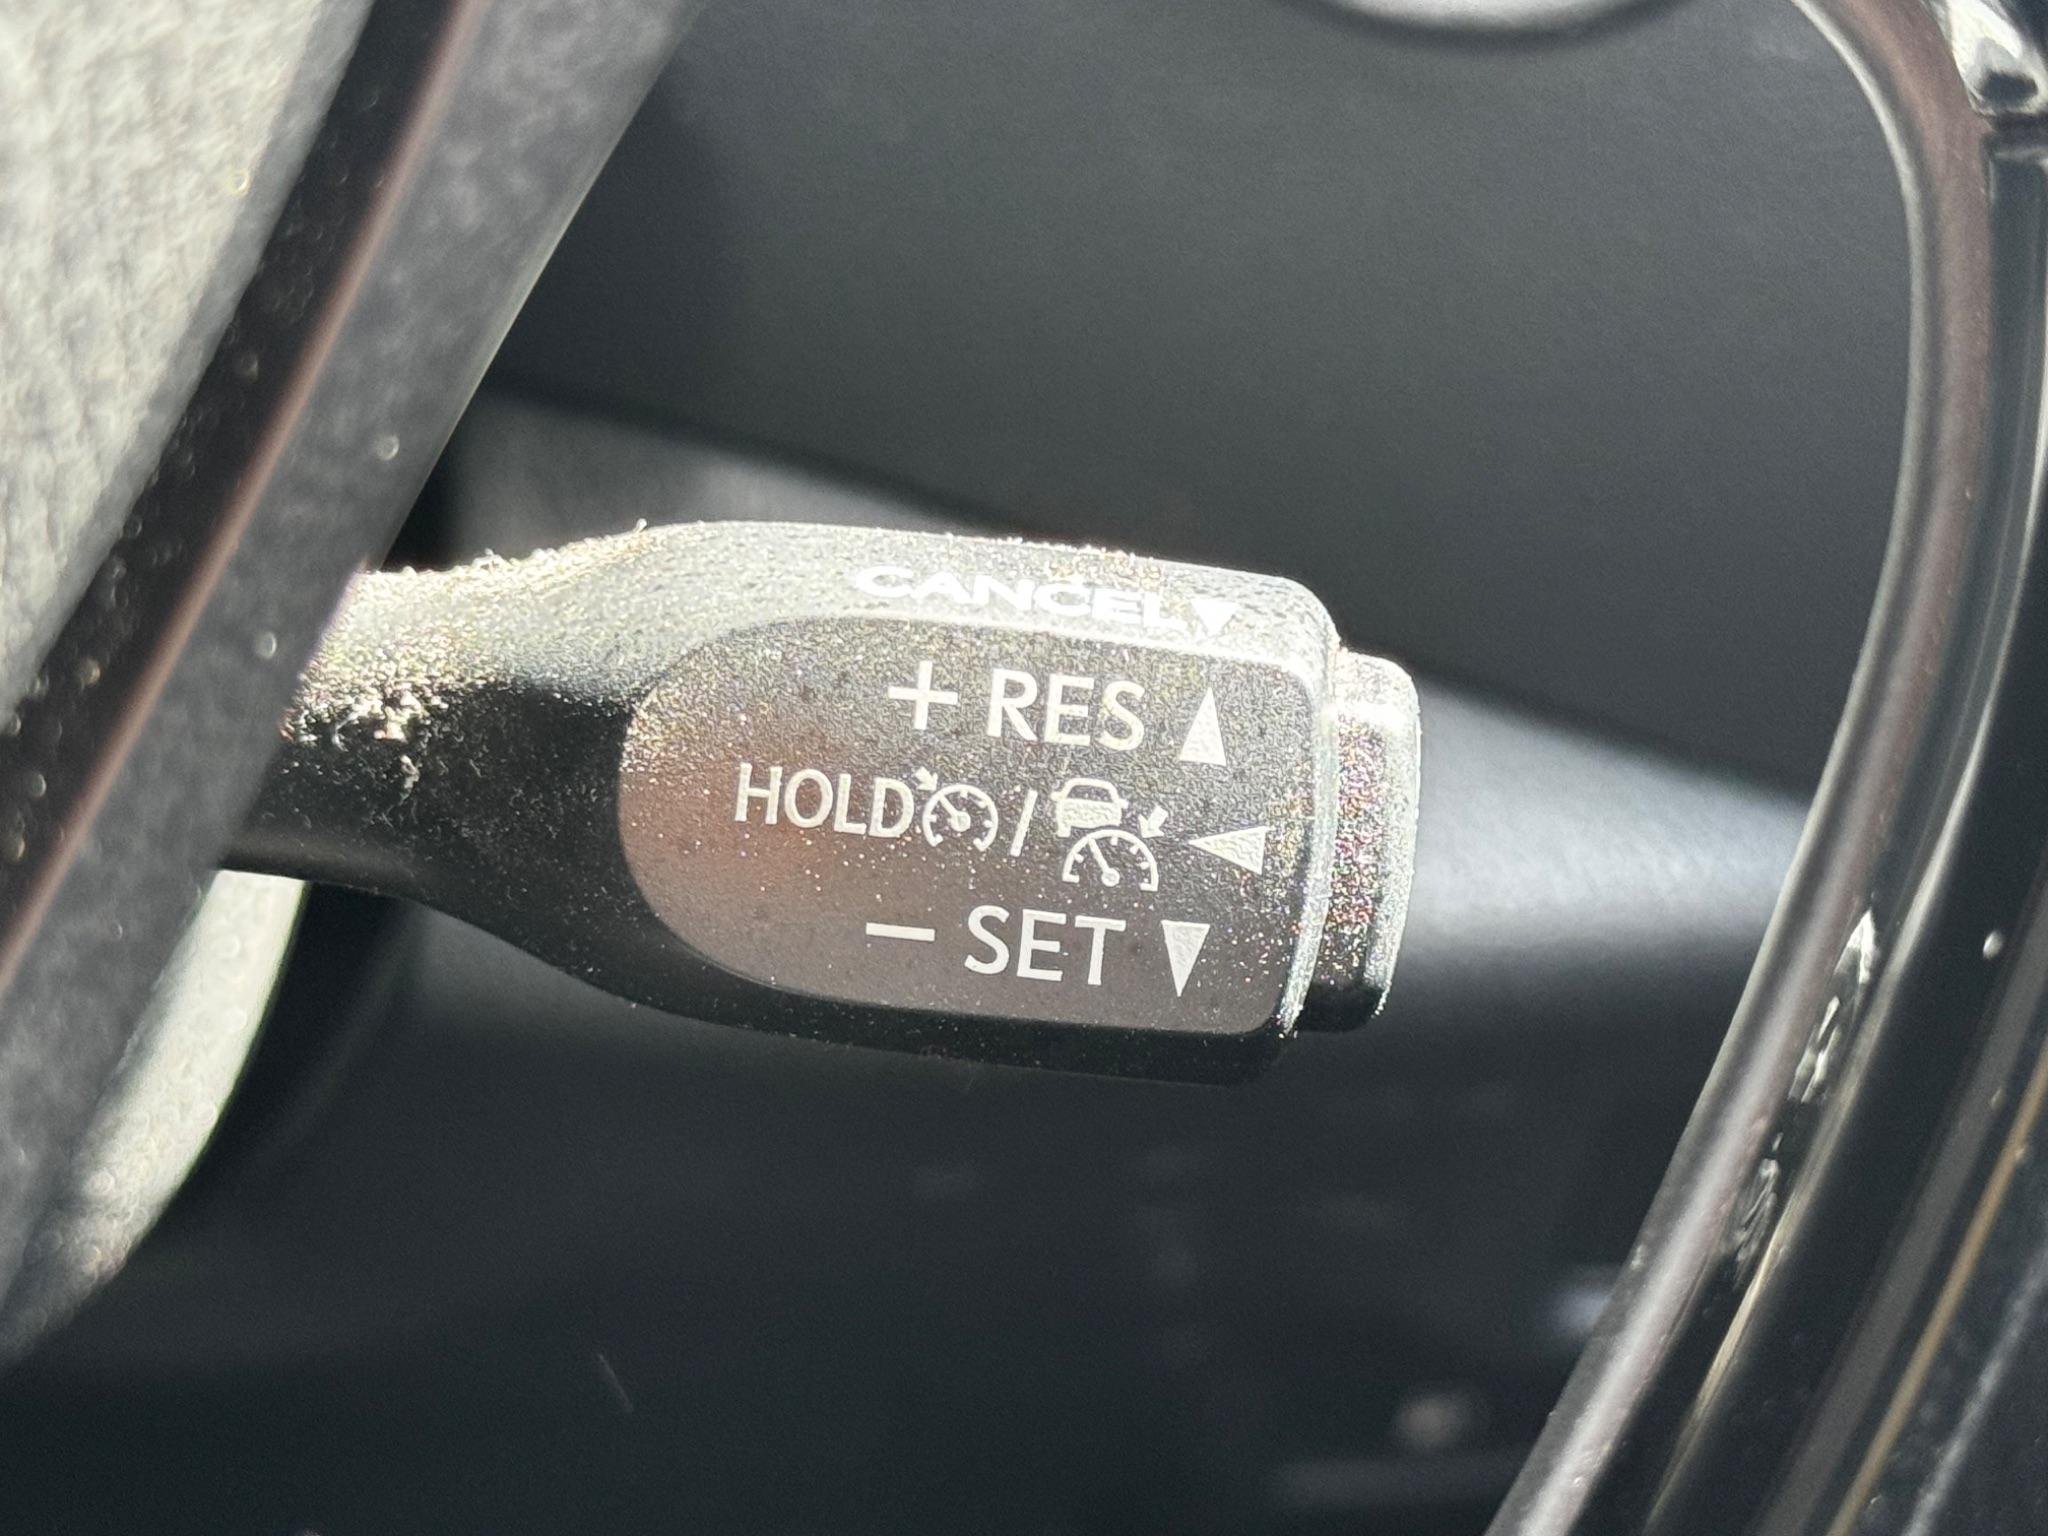 CANCEL
+ RES
HOLD /
– SET